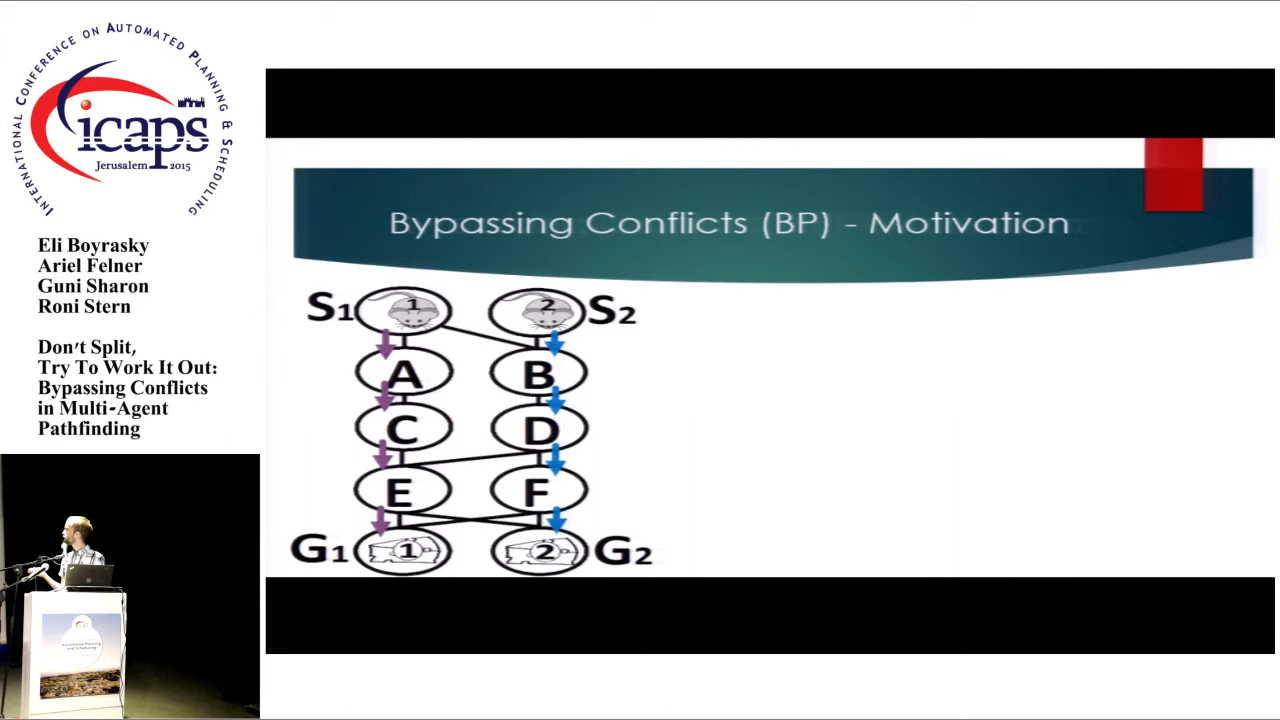 INTERNATIONAL CONFERENCE ON AUTOMATED PLANNING & SCHEDULING
icaps
Jerusalem 2015
Eli Boyrasky
Ariel Felner
Guni Sharon
Roni Stern
Don't Split,
Try To Work It Out:
Bypassing Conflicts
in Multi-Agent
Pathfinding
Bypassing Conflicts (BP) - Motivation
S1 1 2 S2
A B
C D
E F
G1 1 2 G2